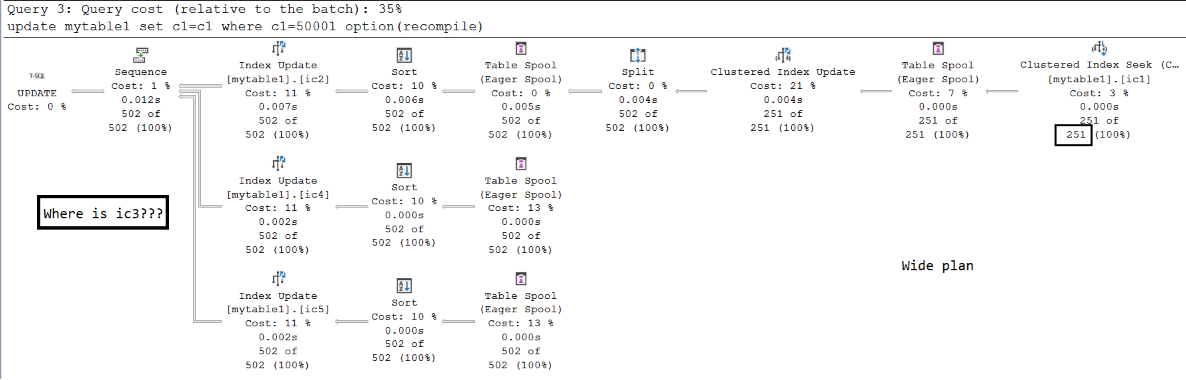 Query 3: Query cost (relative to the batch): 35%
update mytable1 set c1=c1 where c1=50001 option(recompile)
T-SQL
UPDATE
Cost: 0 %
Sequence
Cost: 1 %
0.012s
502 of
502 (100%)
Index Update
[mytable1].[ic2]
Cost: 11 %
0.007s
502 of
502 (100%)
Sort
Cost: 10 %
0.006s
502 of
502 (100%)
Table Spool
(Eager Spool)
Cost: 0 %
0.005s
502 of
502 (100%)
Split
Cost: 0 %
0.004s
502 of
502 (100%)
Clustered Index Update
Cost: 21 %
0.004s
251 of
251 (100%)
Table Spool
(Eager Spool)
Cost: 7 %
0.000s
251 of
251 (100%)
Clustered Index Seek (C…
[mytable1].[ic1]
Cost: 3 %
0.000s
251 of
251 (100%)
Index Update
[mytable1].[ic4]
Cost: 11 %
0.002s
502 of
502 (100%)
Sort
Cost: 10 %
0.000s
502 of
502 (100%)
Table Spool
(Eager Spool)
Cost: 13 %
0.000s
502 of
502 (100%)
Where is ic3???
Wide plan
Index Update
[mytable1].[ic5]
Cost: 11 %
0.002s
502 of
502 (100%)
Sort
Cost: 10 %
0.000s
502 of
502 (100%)
Table Spool
(Eager Spool)
Cost: 13 %
0.000s
502 of
502 (100%)